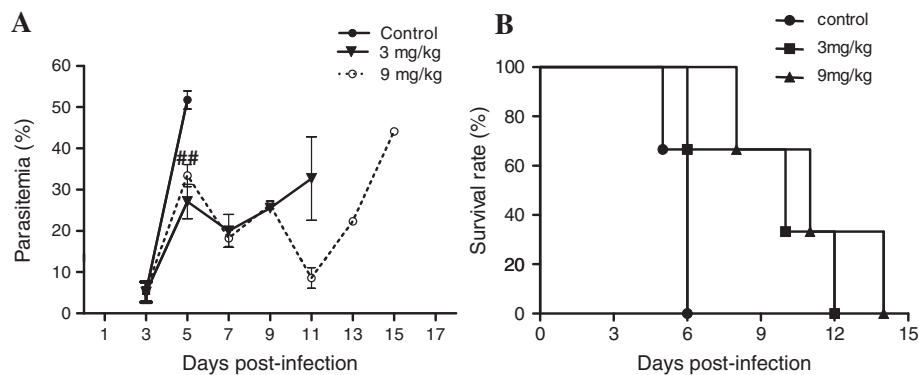 A
Control
3 mg/kg
9 mg/kg
Parasitemia (%)
60
50
40
30
20
10
0
##
1 3 5 7 9 11 13 15 17
Days post-infection
B
control
3mg/kg
9mg/kg
Survival rate (%)
100
80
60
40
20
0
0 3 6 9 12 15
Days post-infection